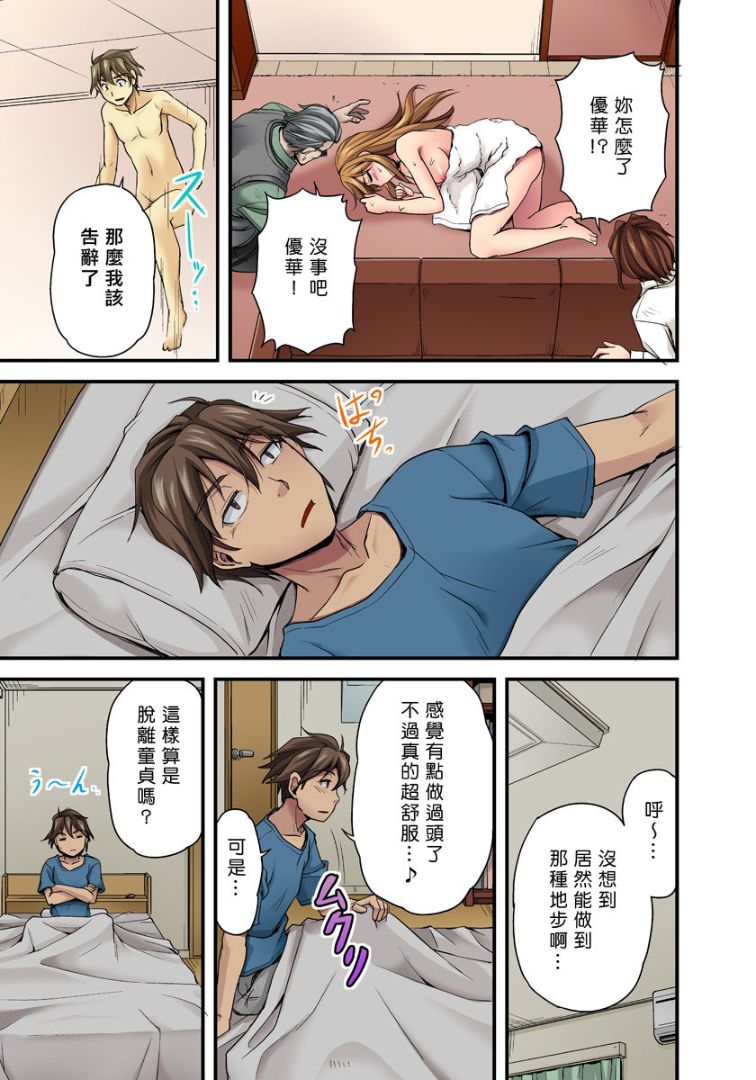 妳怎麼了
優華!?
沒事吧
優華！
那麼我該
告辭了
スーッ…
ぱち。
呼～…
沒想到
居然能做到
那種地步啊…
感覺有點做過頭了
不過真的超舒服…♪
可是…
ムクリ
這樣算是
脫離童貞嗎？
う～ん。